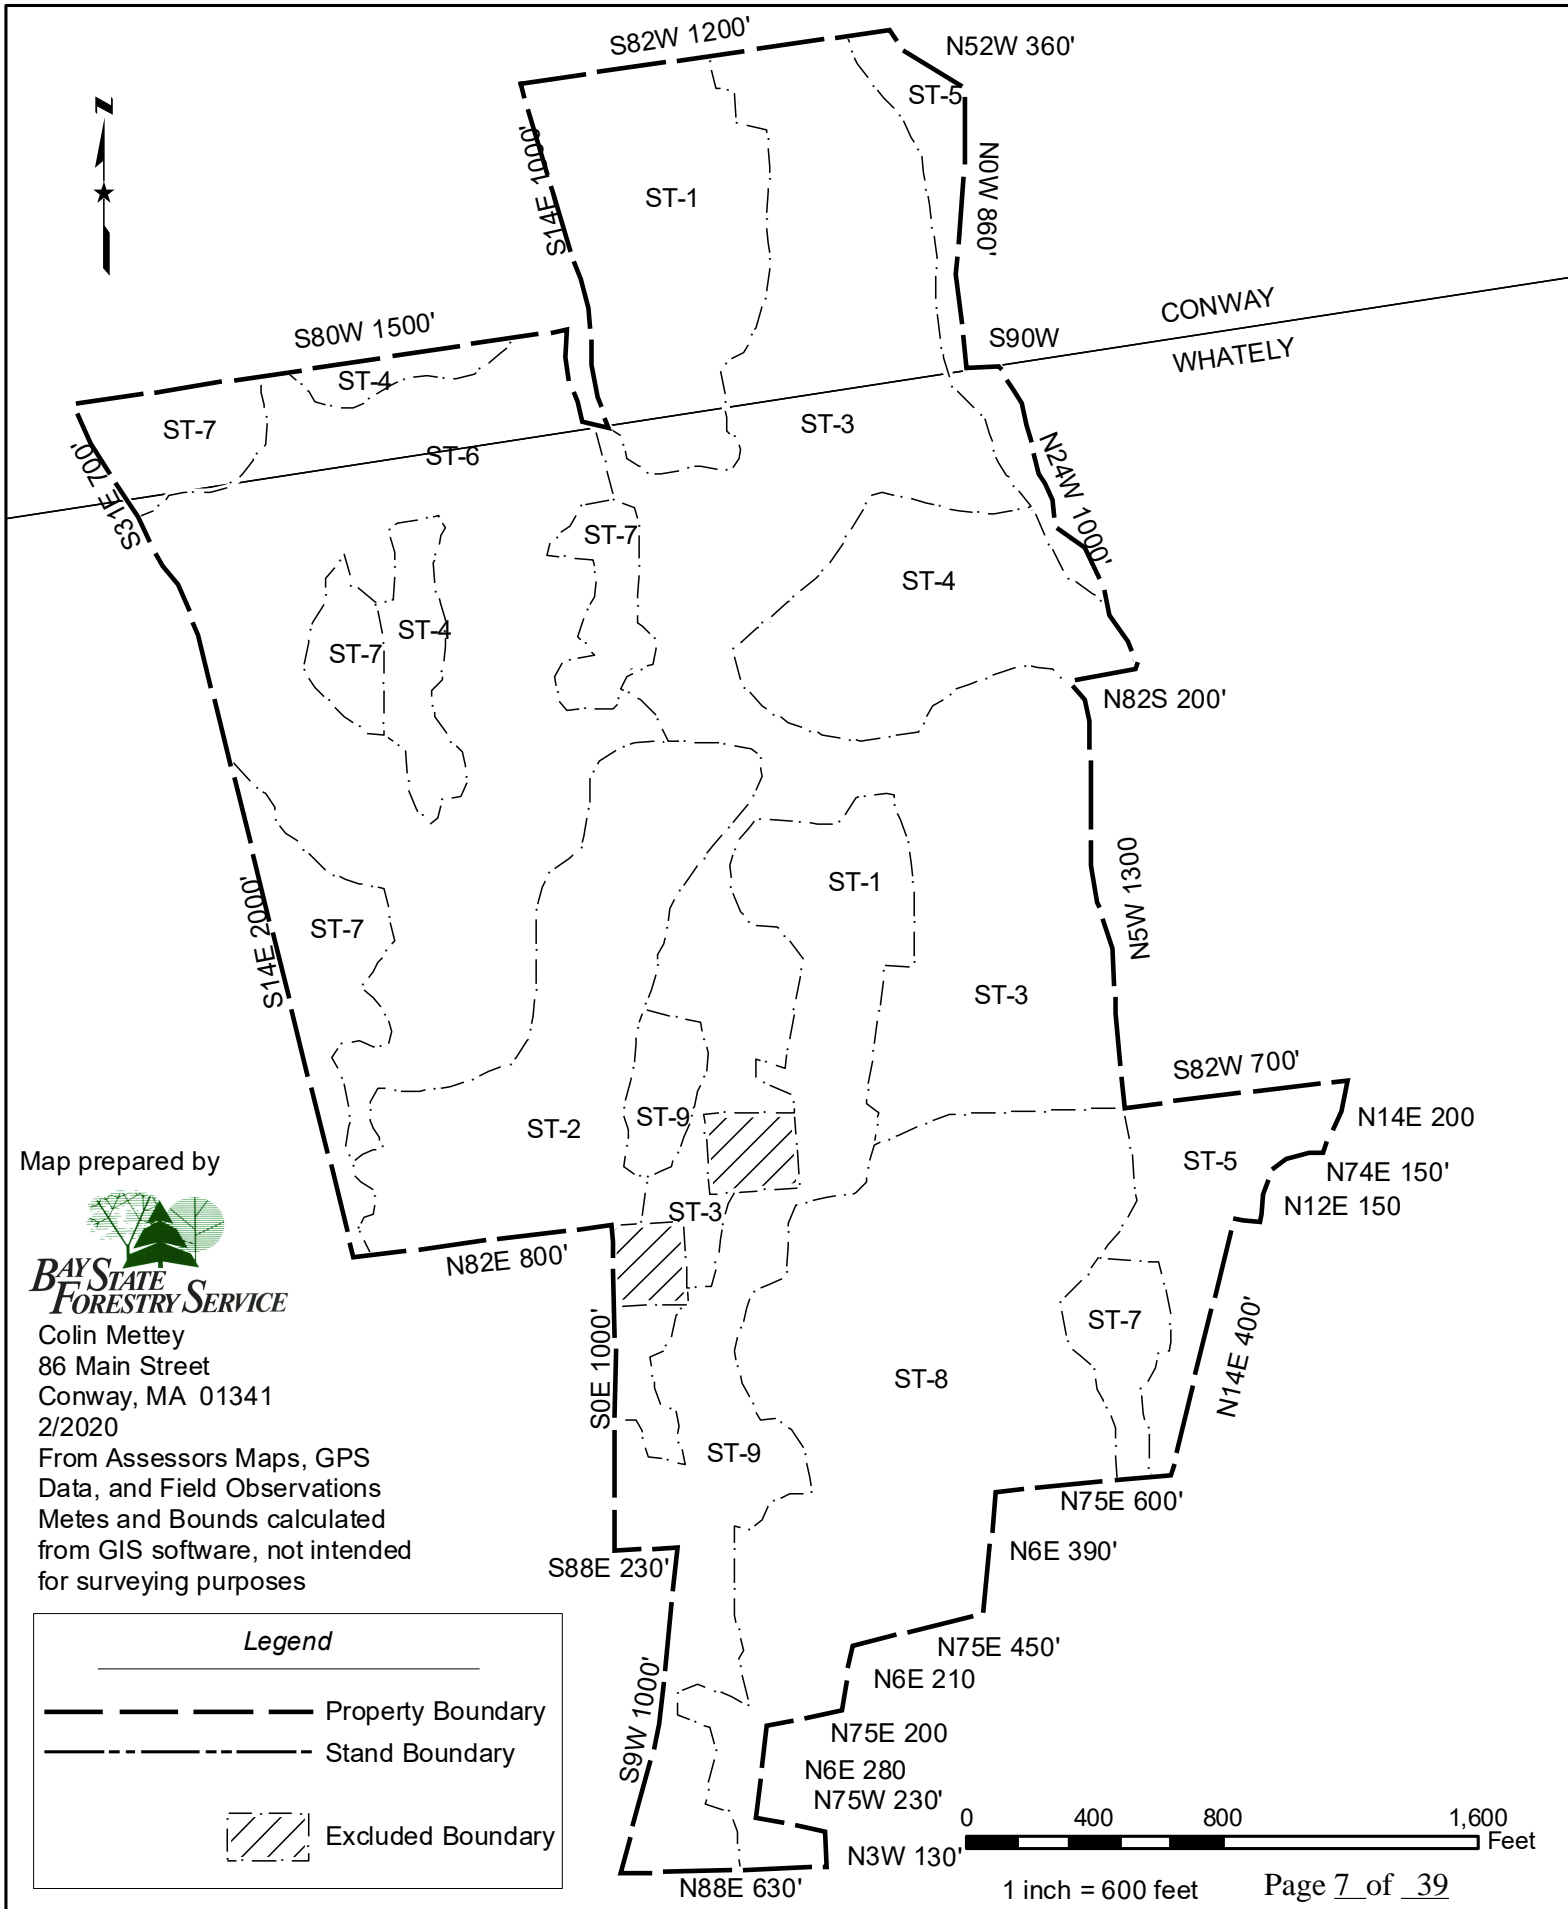 S82W 1200'
N52W 360'
ST-5
N
S14E 1000'
N0W 860'
ST-1
CONWAY
S90W
WHATELY
S80W 1500'
ST-4
ST-7
ST-3
ST-6
S31E 700'
N24W 1000'
ST-7
ST-4
ST-4
ST-7
N82S 200'
ST-1
N5W 1300
S14E 2000'
ST-7
ST-3
S82W 700'
ST-9
ST-2
N14E 200
Map prepared by
ST-5
N74E 150'
N12E 150
ST-3
N82E 800'
BAY STATE
FORESTRY SERVICE
Colin Mettey
86 Main Street
Conway, MA 01341
2/2020
From Assessors Maps, GPS
Data, and Field Observations
Metes and Bounds calculated
from GIS software, not intended
for surveying purposes
S0E 1000'
ST-7
N14E 400'
ST-8
ST-9
N75E 600'
S88E 230'
N6E 390'
N75E 450'
N6E 210
S9W 1000'
N75E 200
N6E 280
N75W 230'
N3W 130'
N88E 630'
Legend
Property Boundary
Stand Boundary
Excluded Boundary
0 400 800 1,600
Feet
1 inch = 600 feet
Page 7 of 39